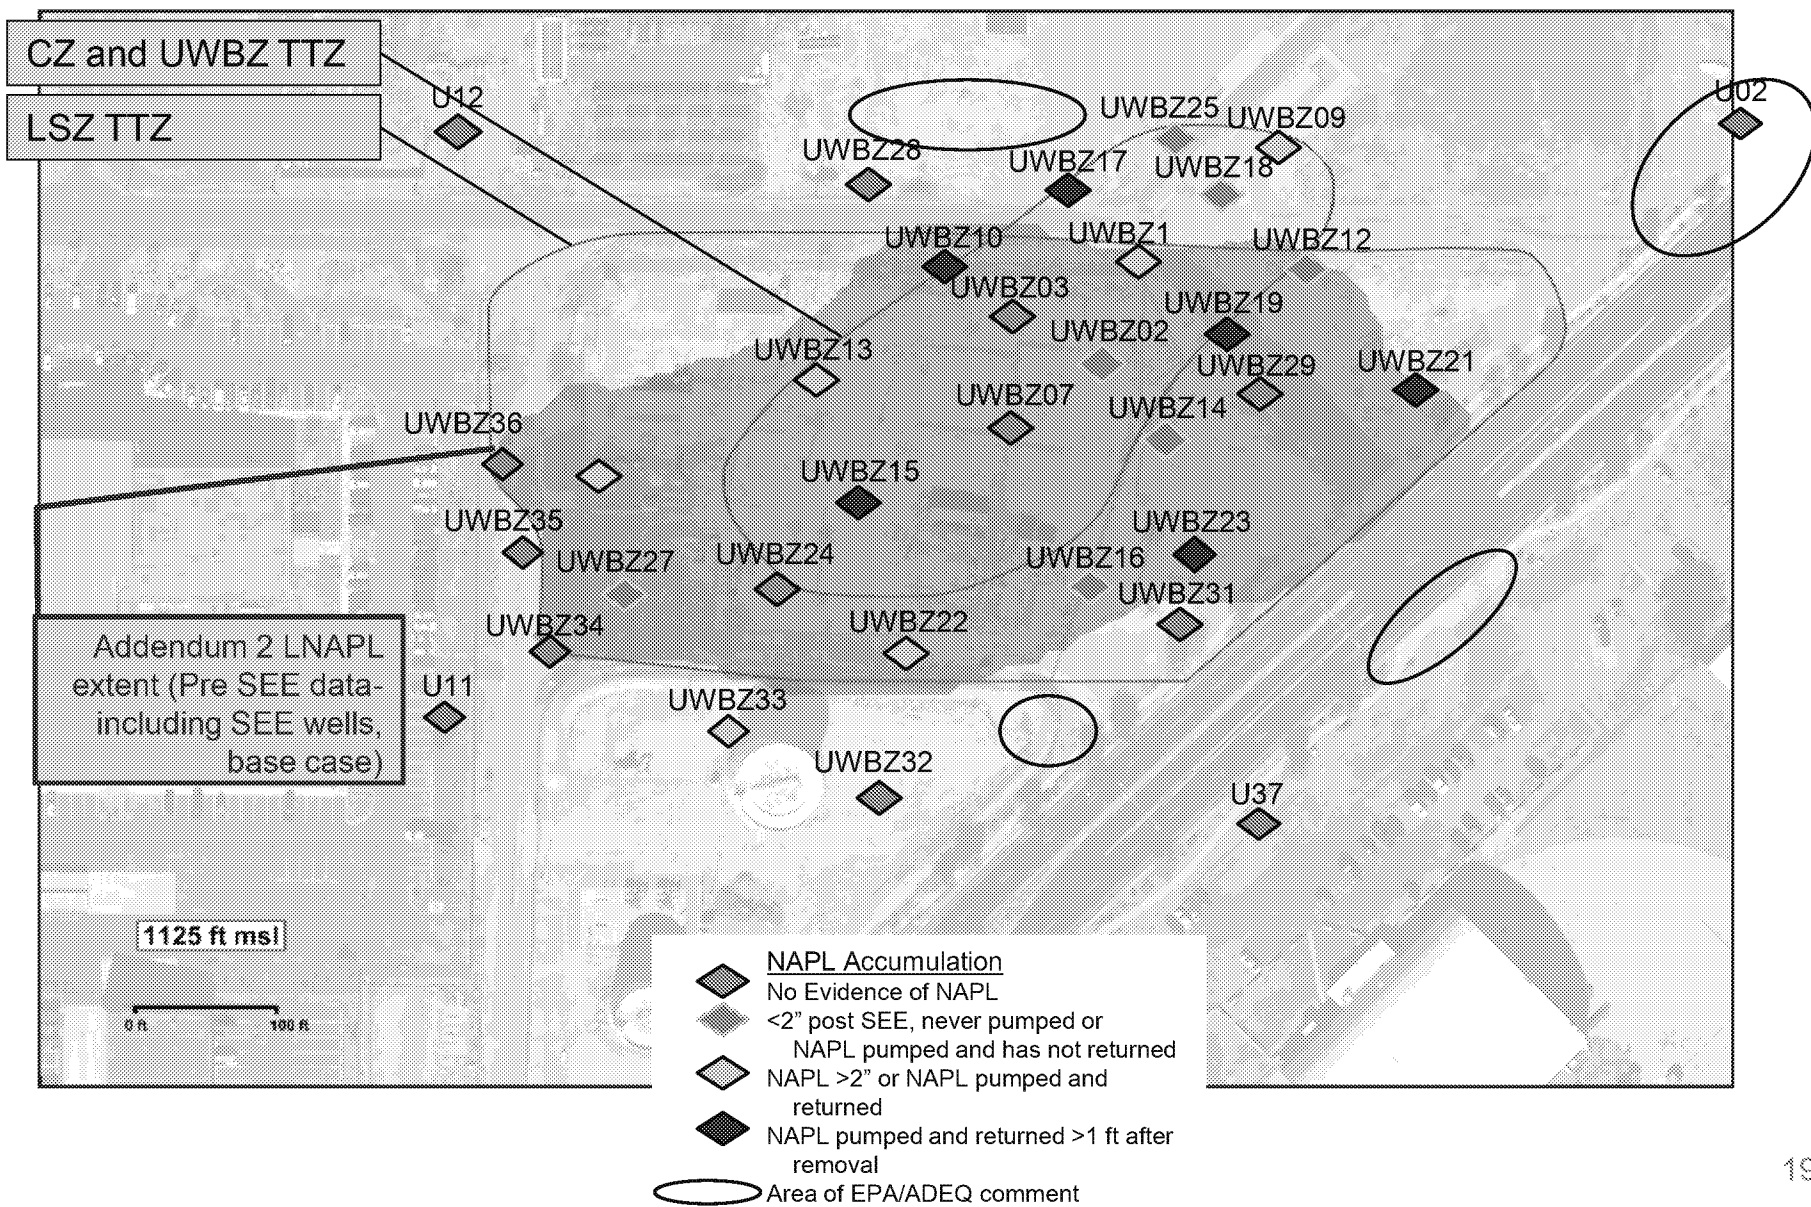 CZ and UWBZ TTZ
LSZ TTZ
U12
U02
UWBZ25
UWBZ09
UWBZ28
UWBZ17
UWBZ18
UWBZ10
UWBZ1
UWBZ12
UWBZ03
UWBZ19
UWBZ02
UWBZ13
UWBZ29
UWBZ21
UWBZ07
UWBZ14
UWBZ36
UWBZ15
UWBZ35
UWBZ23
UWBZ27
UWBZ24
UWBZ16
UWBZ31
UWBZ34
UWBZ22
Addendum 2 LNAPL
extent (Pre SEE data-
including SEE wells,
base case)
U11
UWBZ33
UWBZ32
U37
1125 ft msl
0 ft
100 ft
NAPL Accumulation
No Evidence of NAPL
<2” post SEE, never pumped or
NAPL pumped and has not returned
NAPL >2” or NAPL pumped and
returned
NAPL pumped and returned >1 ft after
removal
Area of EPA/ADEQ comment
19